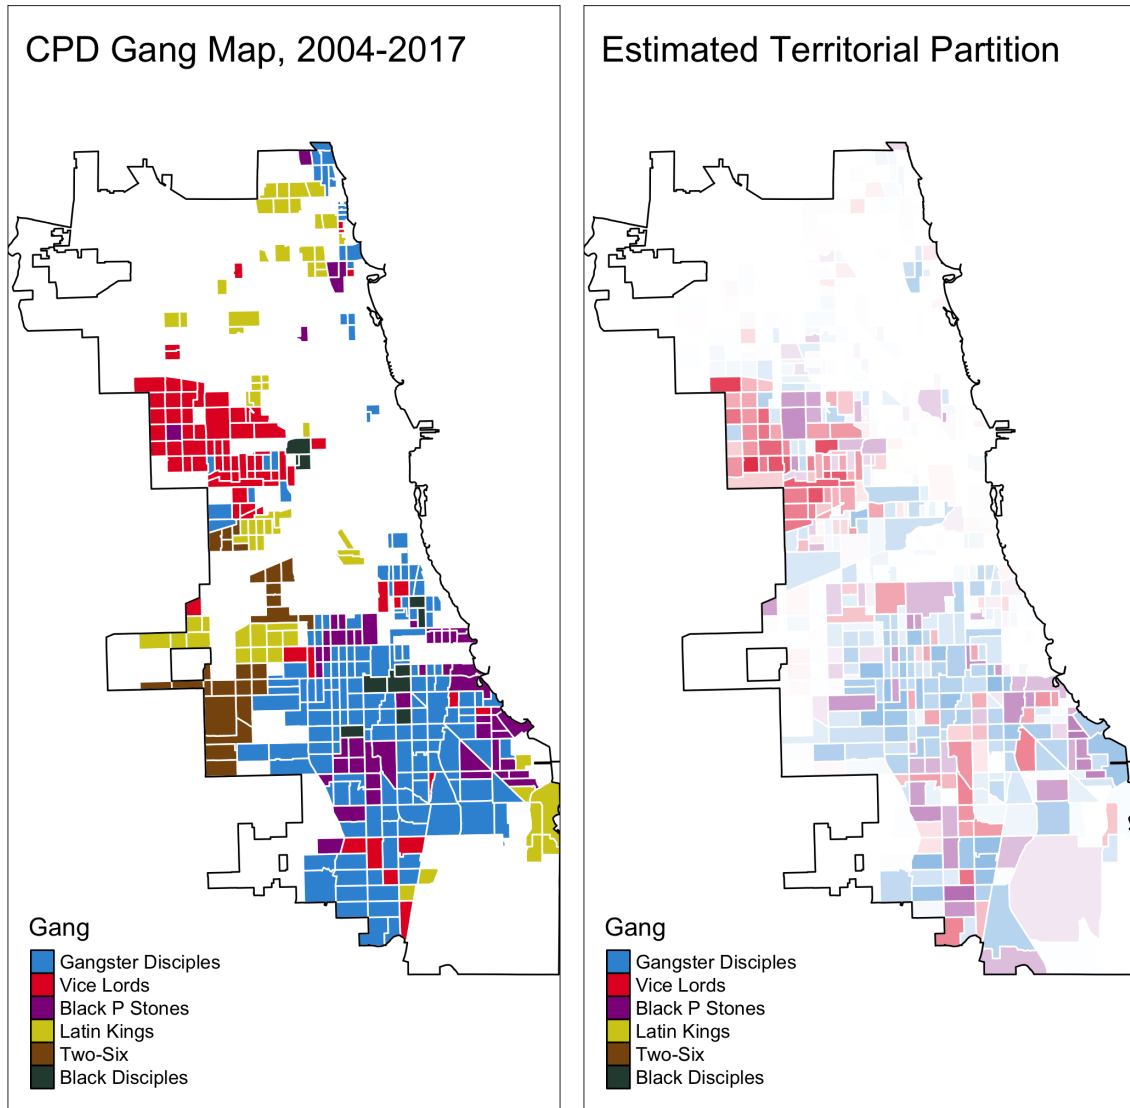 CPD Gang Map, 2004-2017
Gang
Gangster Disciples
Vice Lords
Black P Stones
Latin Kings
Two-Six
Black Disciples
Estimated Territorial Partition
Gang
Gangster Disciples
Vice Lords
Black P Stones
Latin Kings
Two-Six
Black Disciples